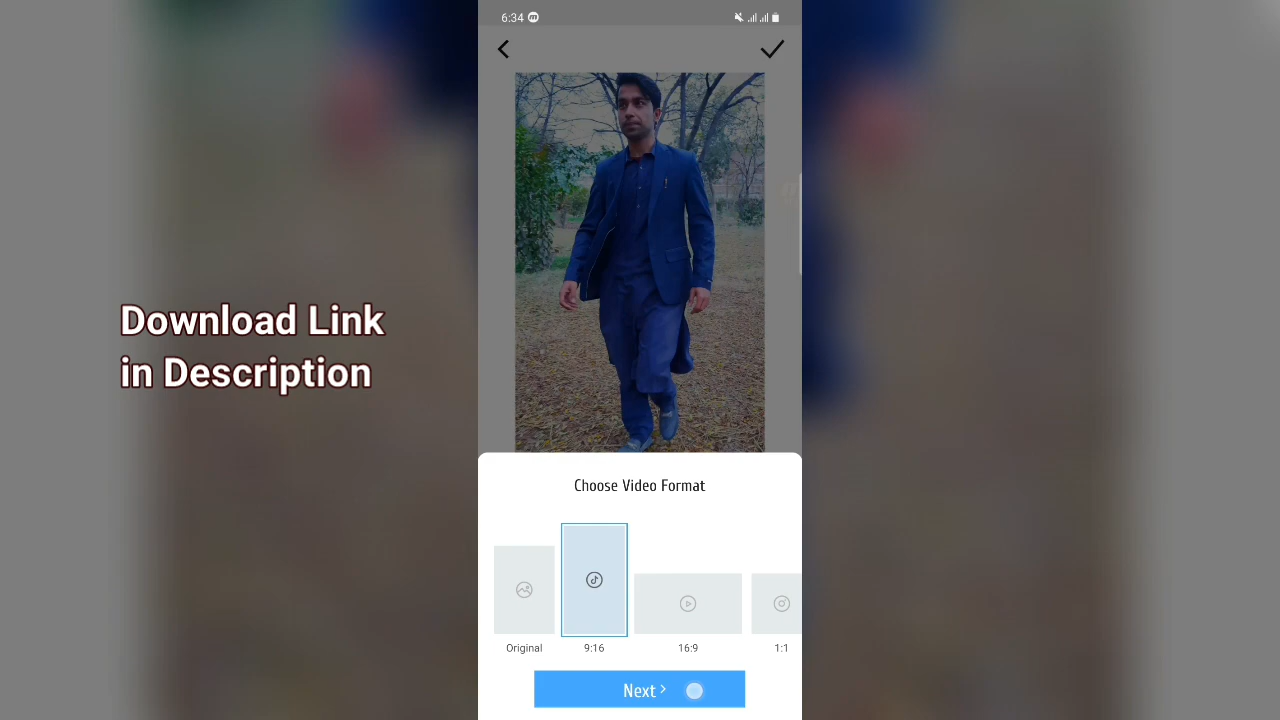 6:34
Download Link
in Description
Choose Video Format
Original
9:16
16:9
1:1
Next